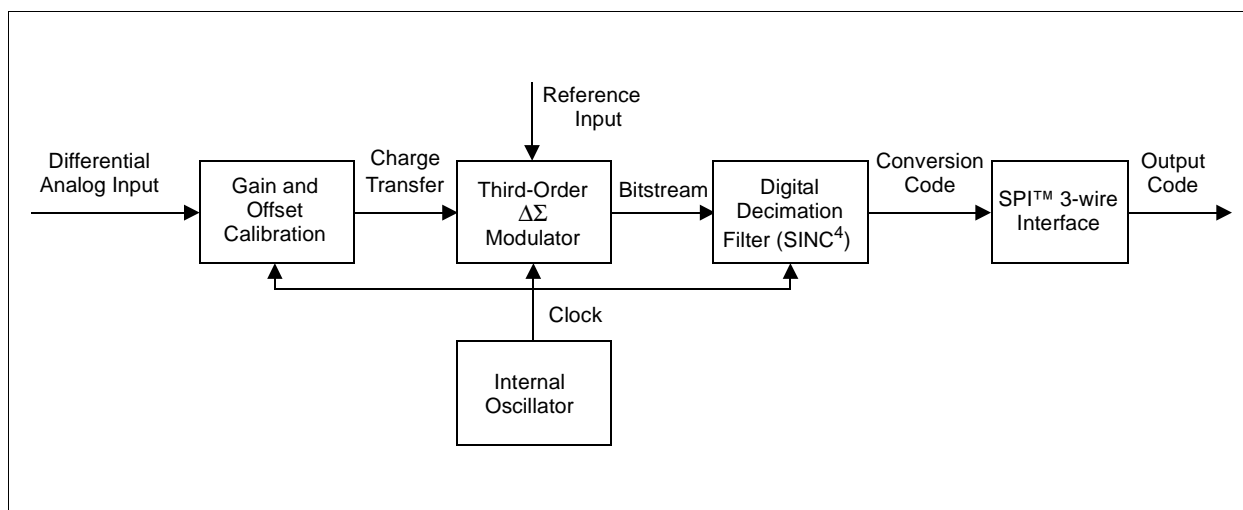 Reference
Input
Differential
Analog Input
Gain and
Offset
Calibration
Charge
Transfer
Third-Order
ΔΣ
Modulator
Bitstream
Digital
Decimation
Filter (SINC⁴)
Conversion
Code
SPI™ 3-wire
Interface
Output
Code
Clock
Internal
Oscillator